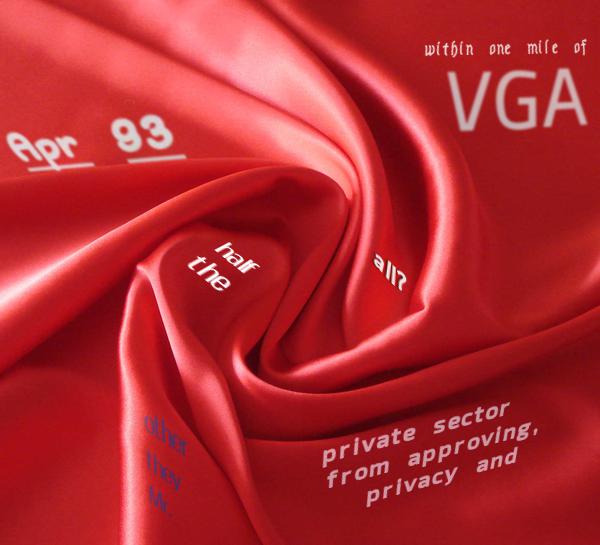 within one mile of
VGA
Apr 93
half
the
all?
other
they
Mr.
private sector
from approving,
privacy and